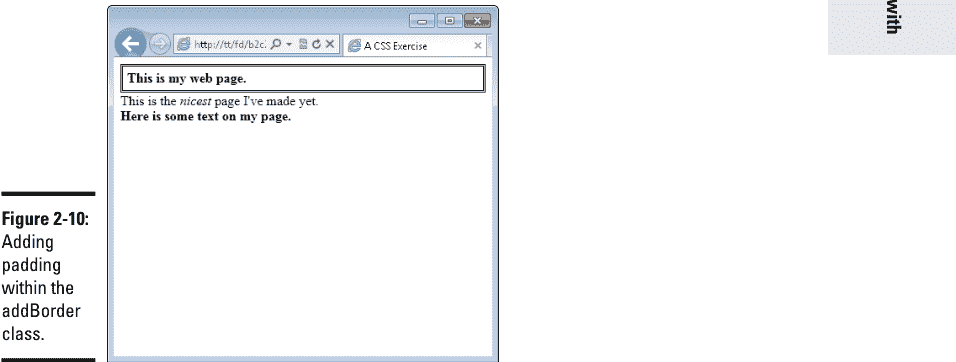 with
http://tt/fd/b2c:
A CSS Exercise
This is my web page.
This is the nicest page I've made yet.
Here is some text on my page.
Figure 2-10:
Adding
padding
within the
addBorder
class.